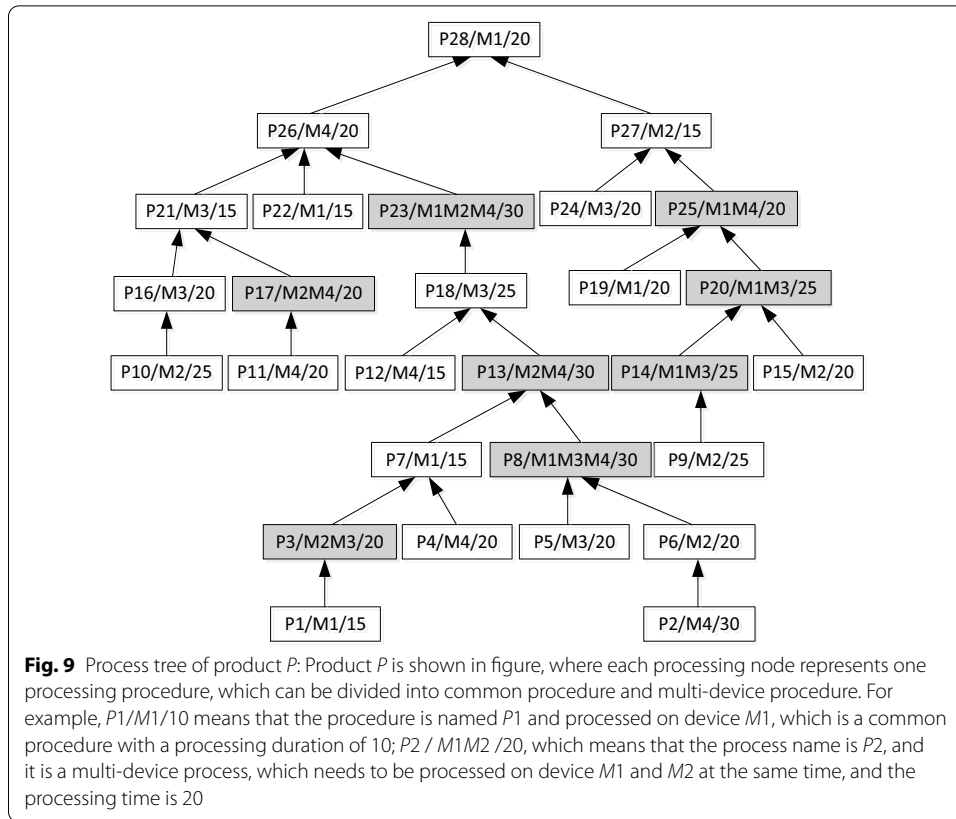 P28/M1/20
P26/M4/20
P27/M2/15
P21/M3/15
P22/M1/15
P23/M1M2M4/30
P24/M3/20
P25/M1M4/20
P16/M3/20
P17/M2M4/20
P18/M3/25
P19/M1/20
P20/M1M3/25
P10/M2/25
P11/M4/20
P12/M4/15
P13/M2M4/30
P14/M1M3/25
P15/M2/20
P7/M1/15
P8/M1M3M4/30
P9/M2/25
P3/M2M3/20
P4/M4/20
P5/M3/20
P6/M2/20
P1/M1/15
P2/M4/30
Fig. 9 Process tree of product P: Product P is shown in figure, where each processing node represents one
processing procedure, which can be divided into common procedure and multi-device procedure. For
example, P1/M1/10 means that the procedure is named P1 and processed on device M1, which is a common
procedure with a processing duration of 10; P2 / M1M2 /20, which means that the process name is P2, and
it is a multi-device process, which needs to be processed on device M1 and M2 at the same time, and the
processing time is 20